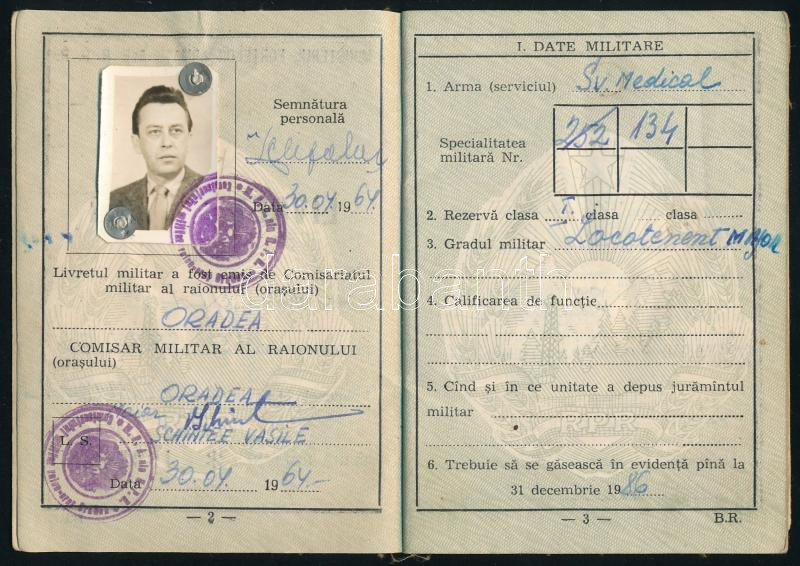 Semnătura
personală
Data 30.04 1964
Livretul militar a fost emis de Comisariatul
militar al raionului (orașului)
ORADEA
COMISAR MILITAR AL RAIONULUI
(orașului)
ORADEA
L. S.
SCHINTEE VASILE
Data 30.04 1964.-
— 2 —
I. DATE MILITARE
1. Arma (serviciul) Sv. Medical
Specialitatea
militară Nr.
252 134
2. Rezervă clasa I. clasa clasa
3. Gradul militar Locotenent Major
4. Calificarea de funcție
5. Cînd și în ce unitate a depus jurămîntul
militar
RPR
6. Trebuie să se găsească în evidență pînă la
31 decembrie 1986
— 3 —
B.R.
darabanth.com